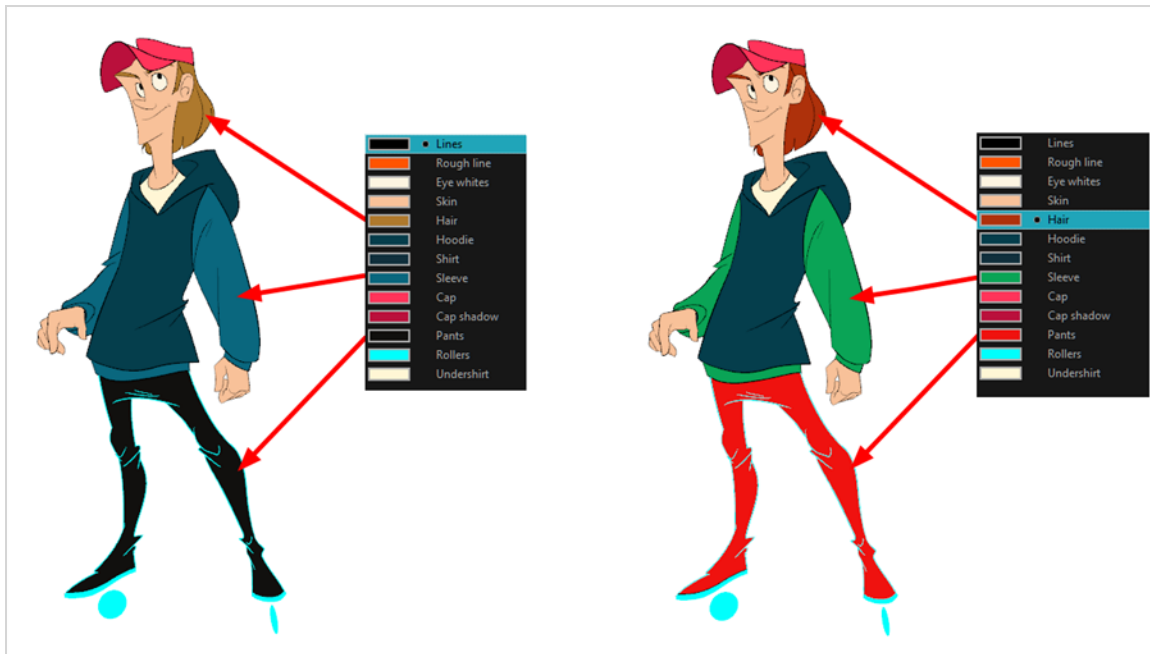 Lines
Rough line
Eye whites
Skin
Hair
Hoodie
Shirt
Sleeve
Cap
Cap shadow
Pants
Rollers
Undershirt
Lines
Rough line
Eye whites
Skin
Hair
Hoodie
Shirt
Sleeve
Cap
Cap shadow
Pants
Rollers
Undershirt